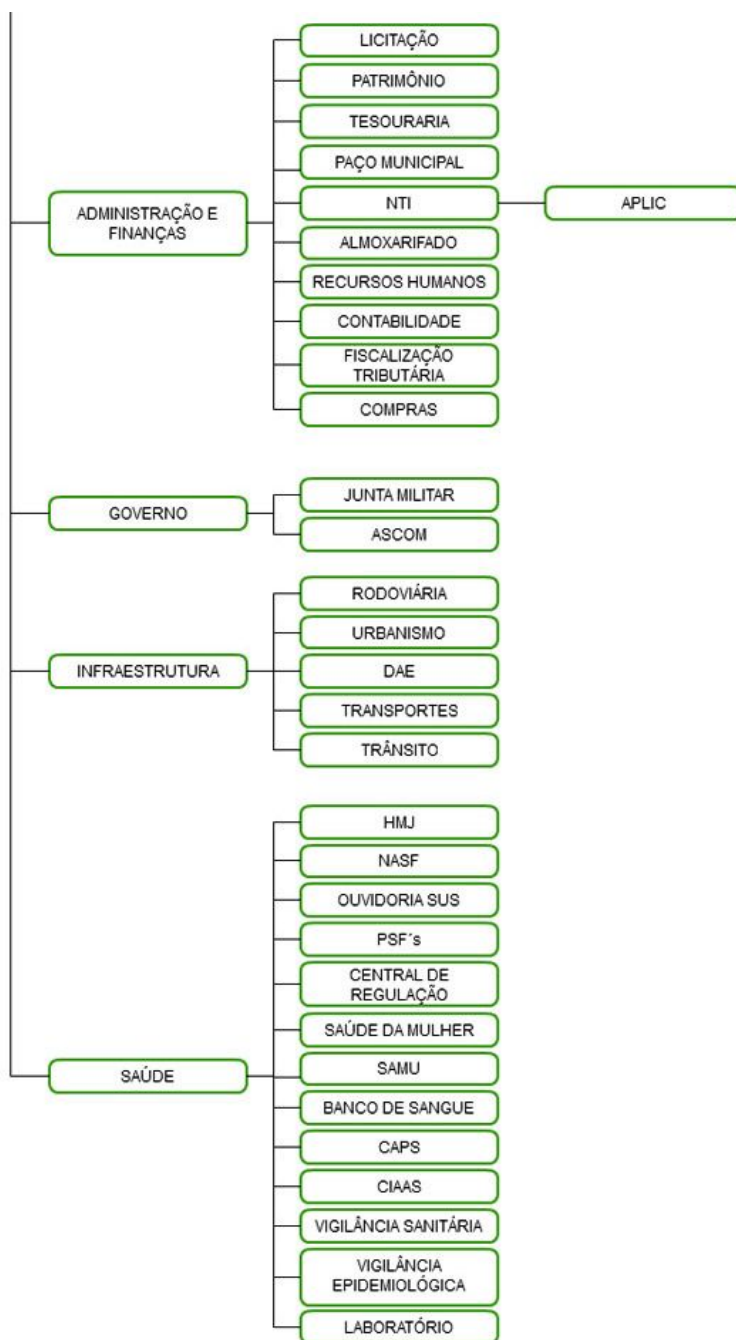 LICITAÇÃO
PATRIMÔNIO
TESOURARIA
PAÇO MUNICIPAL
ADMINISTRAÇÃO E
FINANÇAS
NTI
APLIC
ALMOXARIFADO
RECURSOS HUMANOS
CONTABILIDADE
FISCALIZAÇÃO
TRIBUTÁRIA
COMPRAS
GOVERNO
JUNTA MILITAR
ASCOM
INFRAESTRUTURA
RODOVIÁRIA
URBANISMO
DAE
TRANSPORTES
TRÂNSITO
SAÚDE
HMJ
NASF
OUVIDORIA SUS
PSF´s
CENTRAL DE
REGULAÇÃO
SAÚDE DA MULHER
SAMU
BANCO DE SANGUE
CAPS
CIAAS
VIGILÂNCIA SANITÁRIA
VIGILÂNCIA
EPIDEMIOLÓGICA
LABORATÓRIO